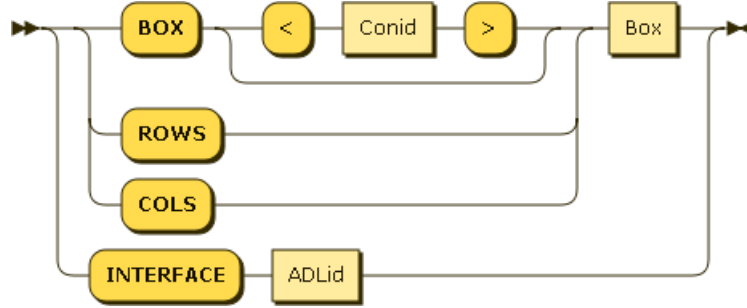 BOX < Conid > Box
ROWS
COLS
INTERFACE ADLid